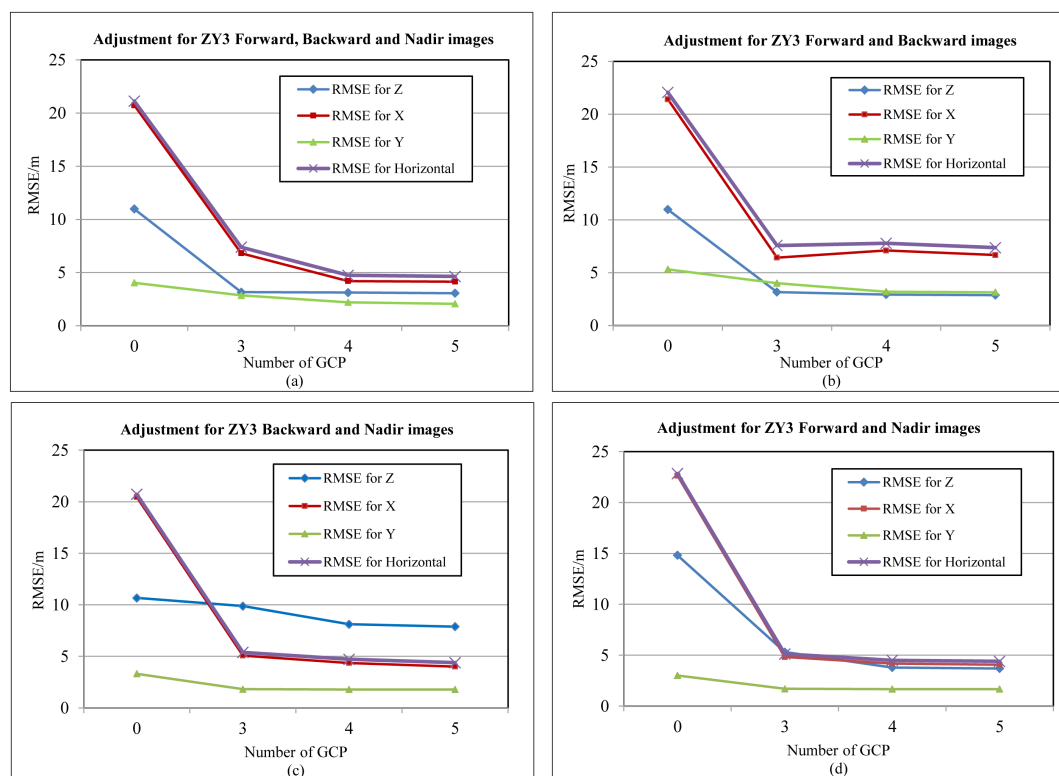 Adjustment for ZY3 Forward, Backward and Nadir images
25
20
15
10
5
0
RMSE/m
RMSE for Z
RMSE for X
RMSE for Y
RMSE for Horizontal
0 3 4 5
Number of GCP
(a)
Adjustment for ZY3 Forward and Backward images
25
20
15
10
5
0
RMSE/m
RMSE for Z
RMSE for X
RMSE for Y
RMSE for Horizontal
0 3 4 5
Number of GCP
(b)
Adjustment for ZY3 Backward and Nadir images
25
20
15
10
5
0
RMSE/m
RMSE for Z
RMSE for X
RMSE for Y
RMSE for Horizontal
0 3 4 5
Number of GCP
(c)
Adjustment for ZY3 Forward and Nadir images
25
20
15
10
5
0
RMSE/m
RMSE for Z
RMSE for X
RMSE for Y
RMSE for Horizontal
0 3 4 5
Number of GCP
(d)